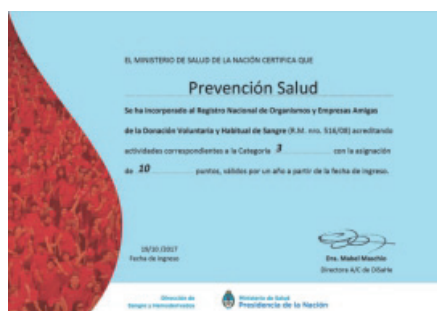 EL MINISTERIO DE SALUD DE LA NACIÓN CERTIFICA QUE
Prevención Salud
Se ha incorporado al Registro Nacional de Organismos y Empresas Amigas
de la Donación Voluntaria y Habitual de Sangre (R.M. nro. 516/08) acreditando
actividades correspondientes a la Categoría 3 con la asignación
de 10 puntos, válidos por un año a partir de la fecha de ingreso.
19/10/2017
Fecha de ingreso
Dra. Mabel Maschio
Directora A/C de DiSaHe
Dirección de
Sangre y Hemoderivados
Ministerio de Salud
Presidencia de la Nación